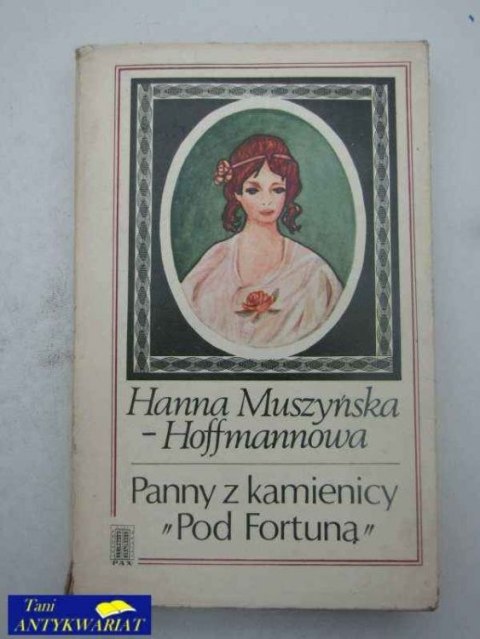 Hanna Muszyńska
- Hoffmannowa
Panny z kamienicy
„Pod Fortuną”
PAX
Tani
ANTYKWARIAT